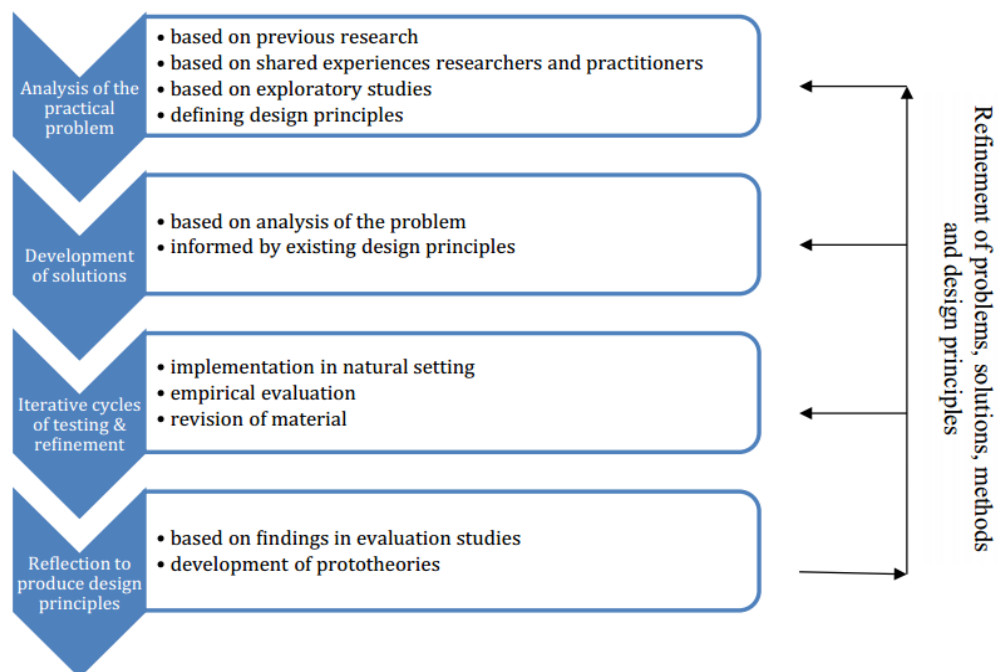 Analysis of the
practical
problem
• based on previous research
• based on shared experiences researchers and practitioners
• based on exploratory studies
• defining design principles
Development
of solutions
• based on analysis of the problem
• informed by existing design principles
Iterative cycles
of testing &
refinement
• implementation in natural setting
• empirical evaluation
• revision of material
Reflection to
produce design
principles
• based on findings in evaluation studies
• development of prototheories
Refinement of problems, solutions, methods
and design principles